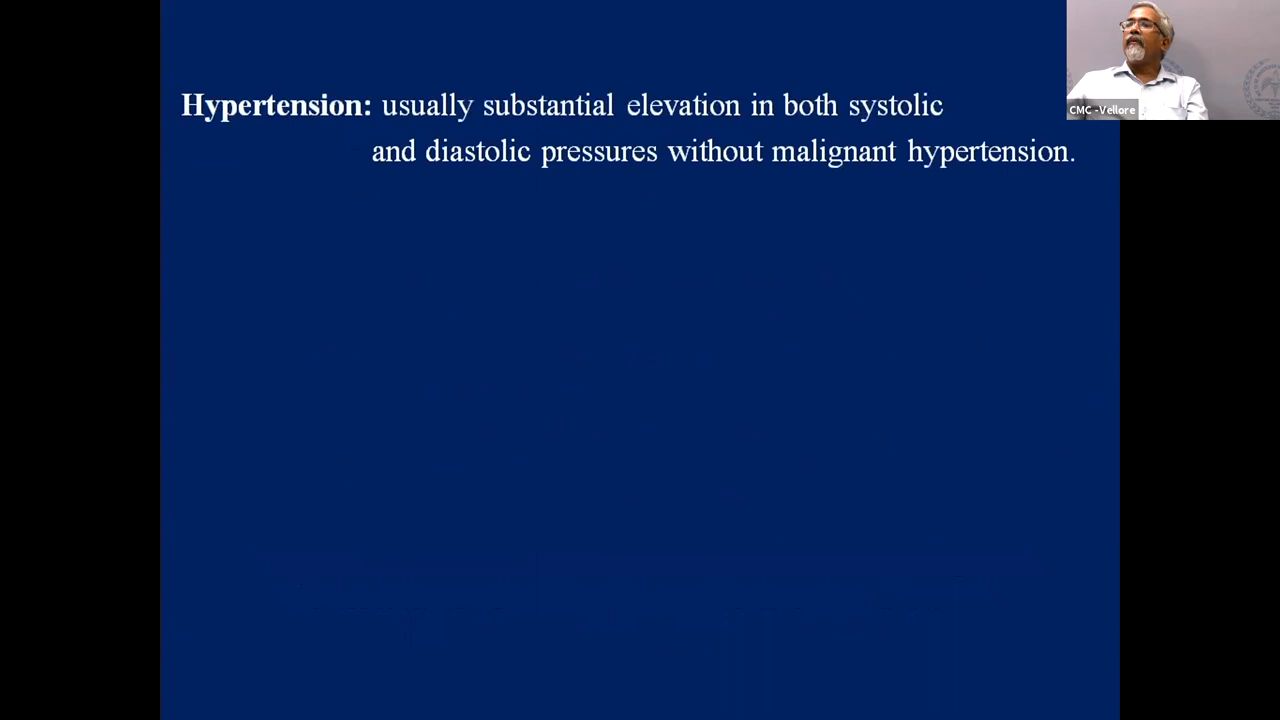 Hypertension: usually substantial elevation in both systolic
and diastolic pressures without malignant hypertension.
CMC -Vellore